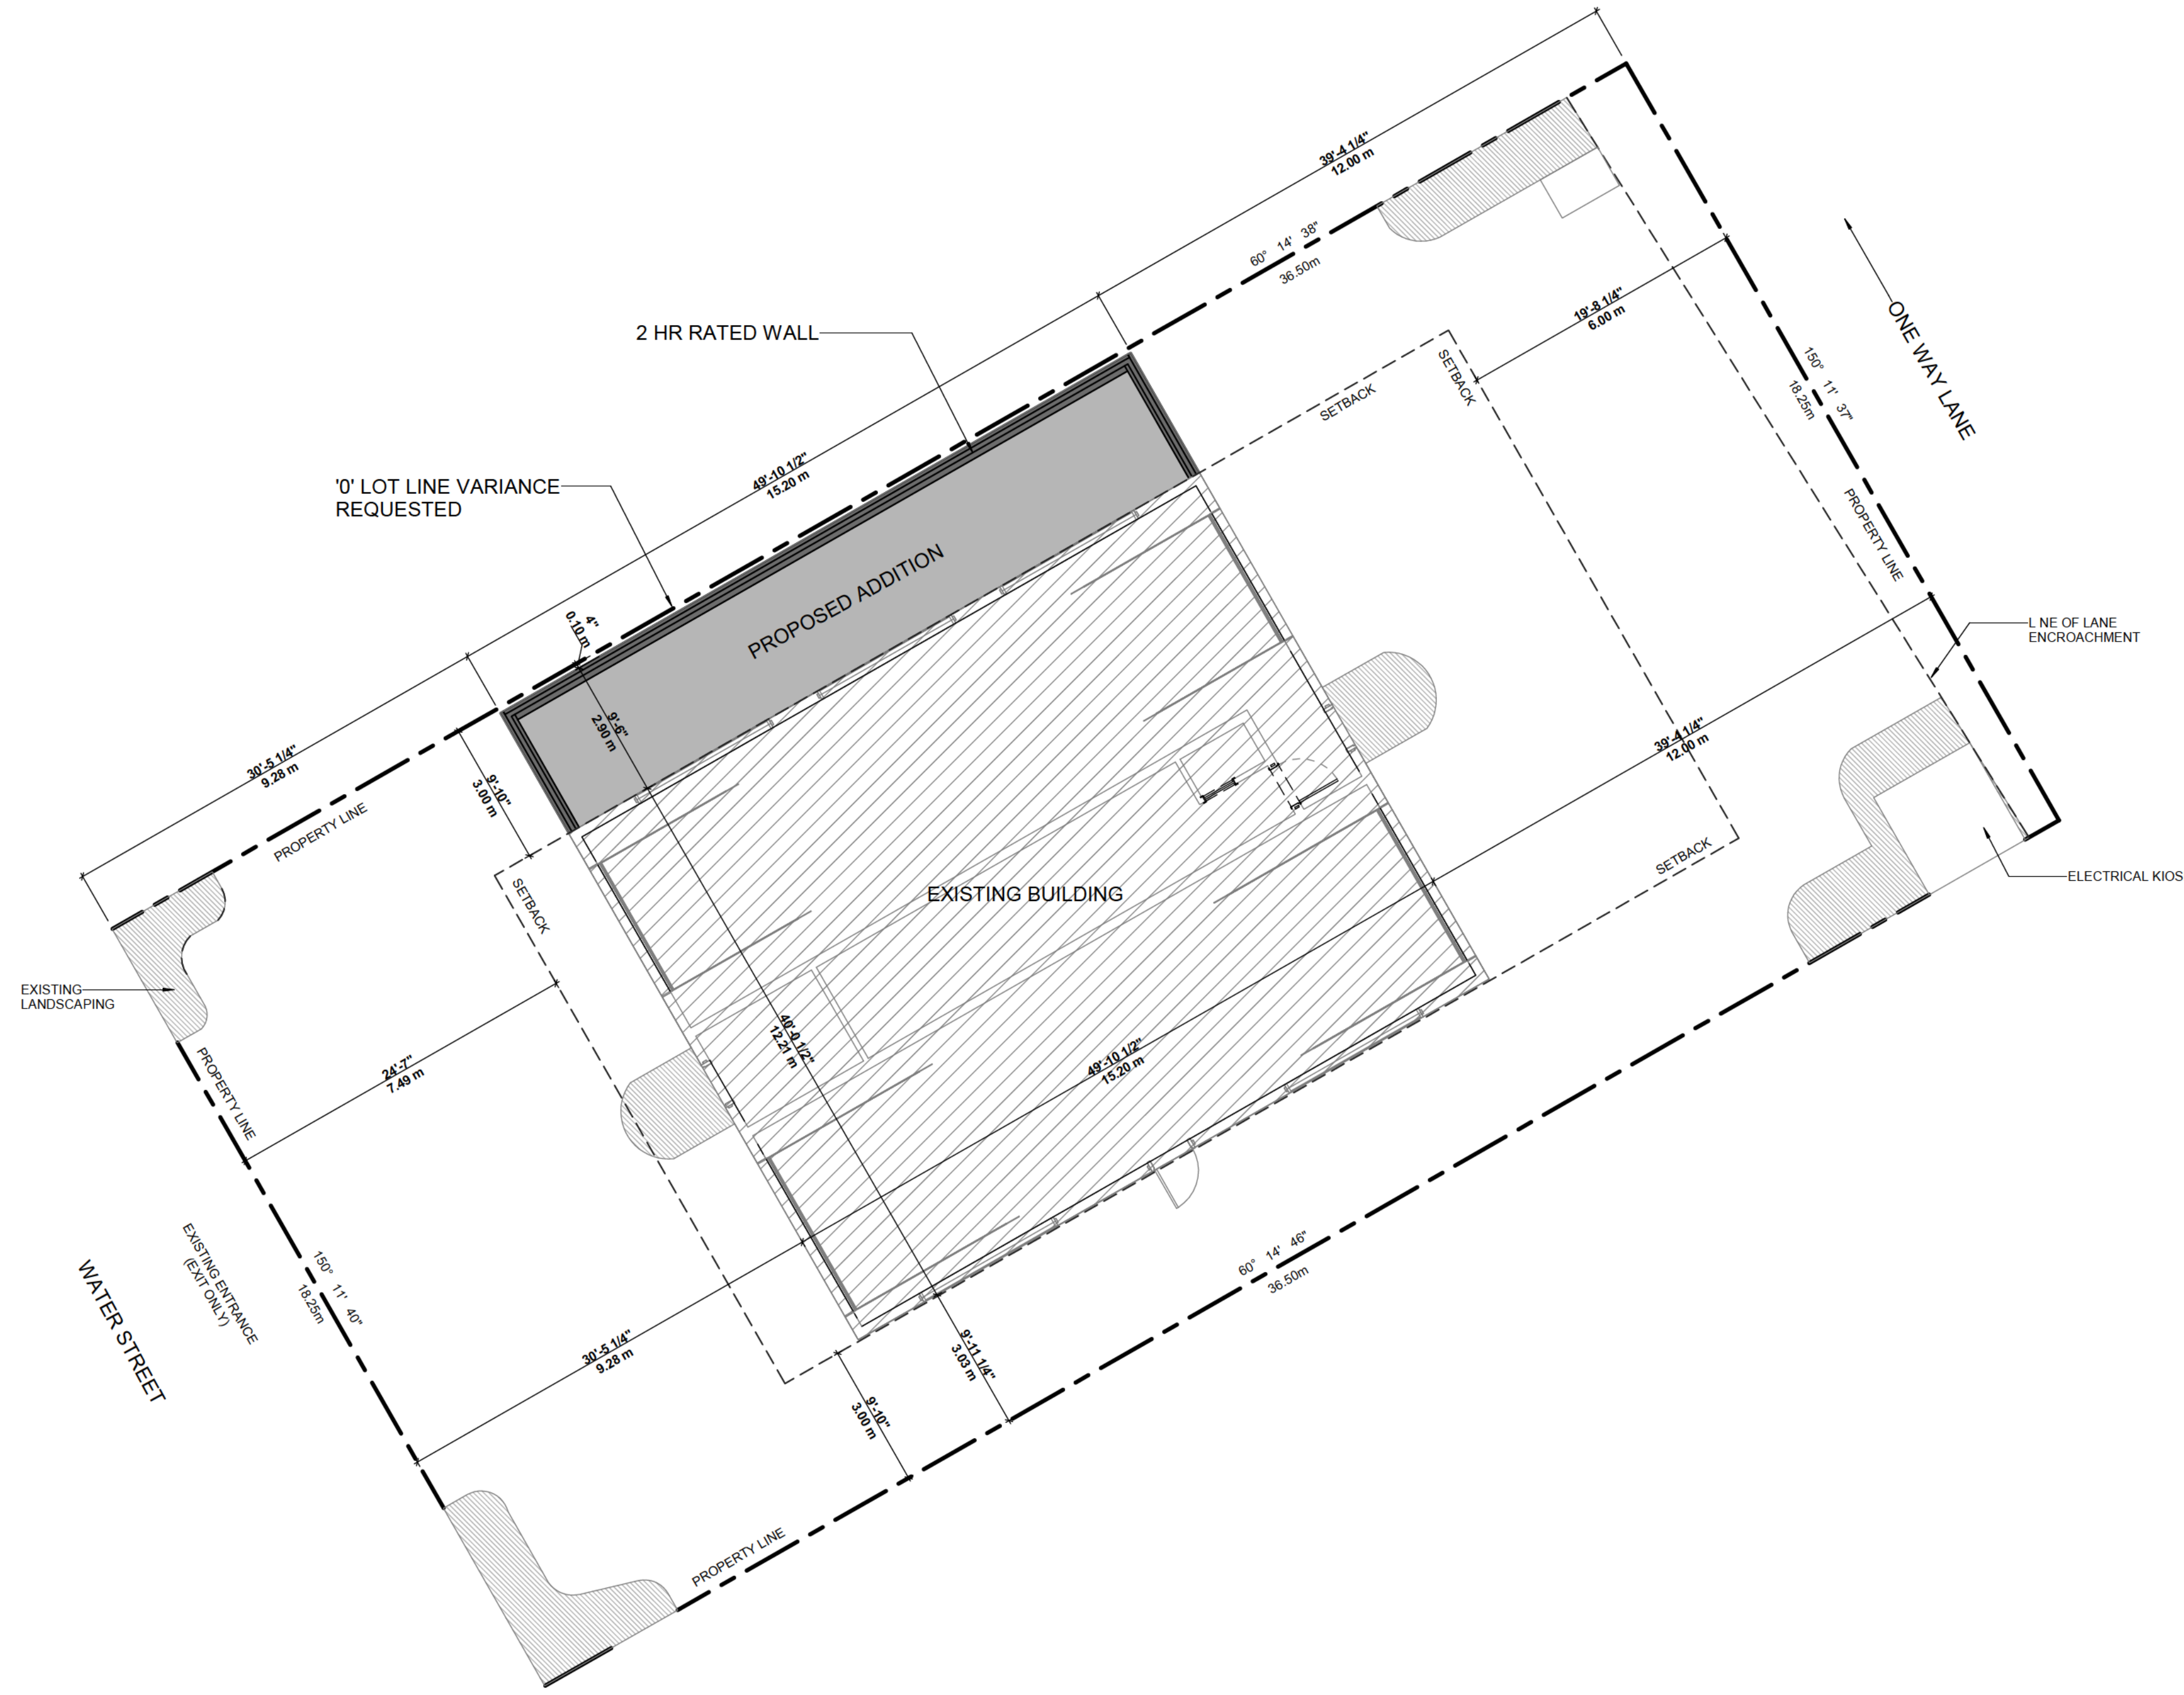 39'-4 1/4"
12.00 m
60° 14' 38"
36.50m
19'-8 1/4"
6.00 m
ONE WAY LANE
2 HR RATED WALL
SETBACK
SETBACK
150° 11' 37"
18.25m
49'-10 1/2"
15.20 m
'0' LOT LINE VARIANCE
REQUESTED
PROPERTY LINE
PROPOSED ADDITION
4"
0.10 m
L NE OF LANE
ENCROACHMENT
9'-6"
2.90 m
30'-5 1/4"
9.28 m
9'-10"
3.00 m
39'-4 1/4"
12.00 m
PROPERTY LINE
SETBACK
ELECTRICAL KIOS
SETBACK
EXISTING BUILDING
EXISTING
LANDSCAPING
40'-0 1/2"
12.21 m
49'-10 1/2"
15.20 m
24'-7"
7.49 m
PROPERTY LINE
EXISTING ENTRANCE
(EXIT ONLY)
150° 11' 40"
18.25m
60° 14' 46"
36.50m
WATER STREET
30'-5 1/4"
9.28 m
9'-11 1/4"
3.03 m
9'-10"
3.00 m
PROPERTY LINE